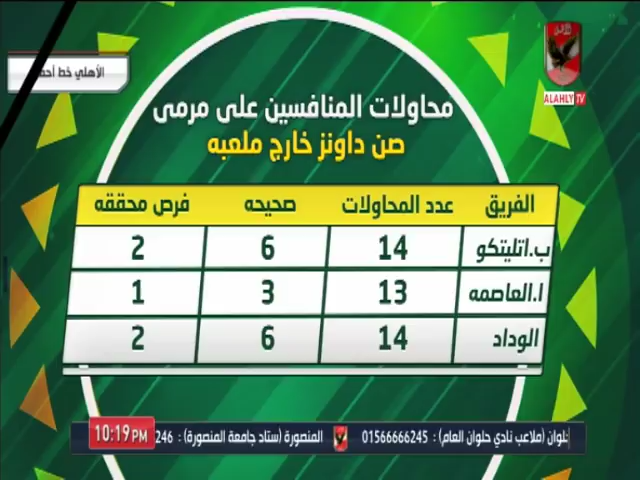 الأهلي خط أحمر
ALAHLY TV
محاولات المنافسين على مرمى
صن داونز خارج ملعبه
الفريق عدد المحاولات صحيحه فرص محققه
ب.اتليتكو 14 6 2
ا.العاصمه 13 3 1
الوداد 14 6 2
حلوان (ملاعب نادي حلوان العام) : 01566666245 المنصورة (ستاد جامعة المنصورة) : 246
10:19 PM